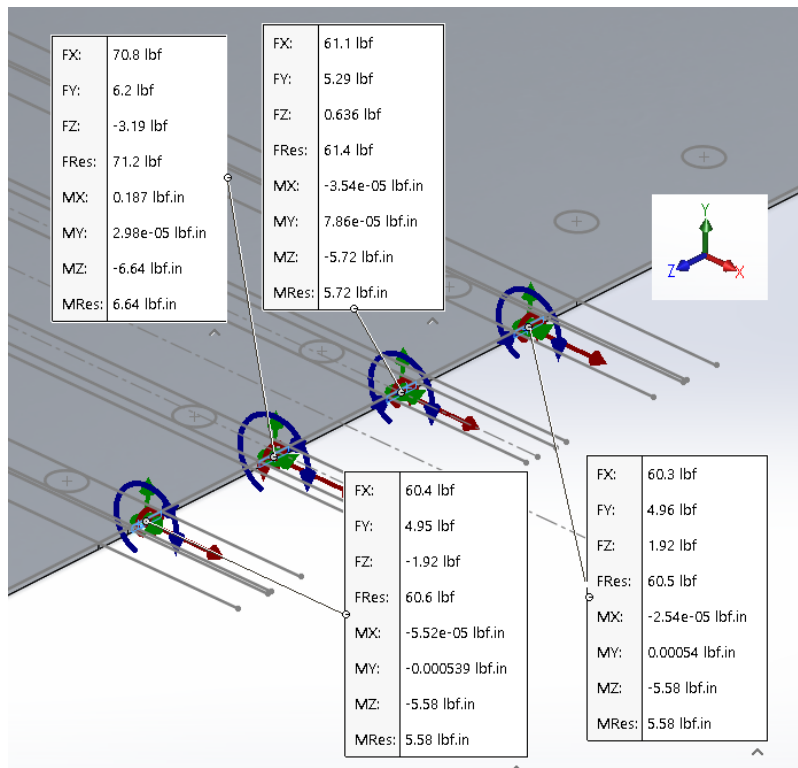 FX: 70.8 lbf
FY: 6.2 lbf
FZ: -3.19 lbf
FRes: 71.2 lbf
MX: 0.187 lbf.in
MY: 2.98e-05 lbf.in
MZ: -6.64 lbf.in
MRes: 6.64 lbf.in
FX: 61.1 lbf
FY: 5.29 lbf
FZ: 0.636 lbf
FRes: 61.4 lbf
MX: -3.54e-05 lbf.in
MY: 7.86e-05 lbf.in
MZ: -5.72 lbf.in
MRes: 5.72 lbf.in
Y
Z
X
FX: 60.4 lbf
FY: 4.95 lbf
FZ: -1.92 lbf
FRes: 60.6 lbf
MX: -5.52e-05 lbf.in
MY: -0.000539 lbf.in
MZ: -5.58 lbf.in
MRes: 5.58 lbf.in
FX: 60.3 lbf
FY: 4.96 lbf
FZ: 1.92 lbf
FRes: 60.5 lbf
MX: -2.54e-05 lbf.in
MY: 0.00054 lbf.in
MZ: -5.58 lbf.in
MRes: 5.58 lbf.in